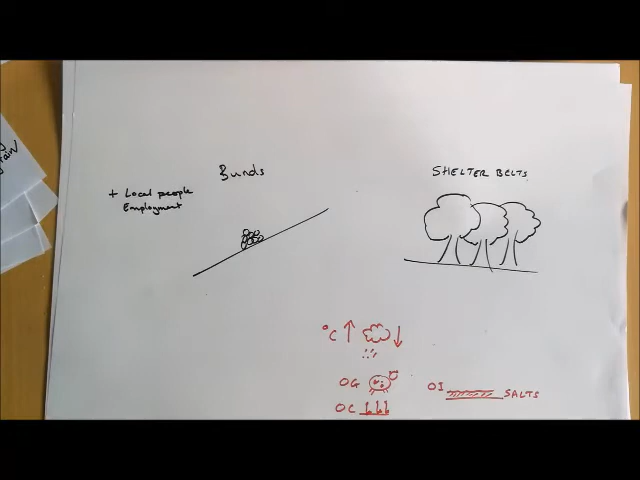 Bunds
SHELTER BELTS
+ Local people
Employment
°C
OG
OI
SALTS
OC